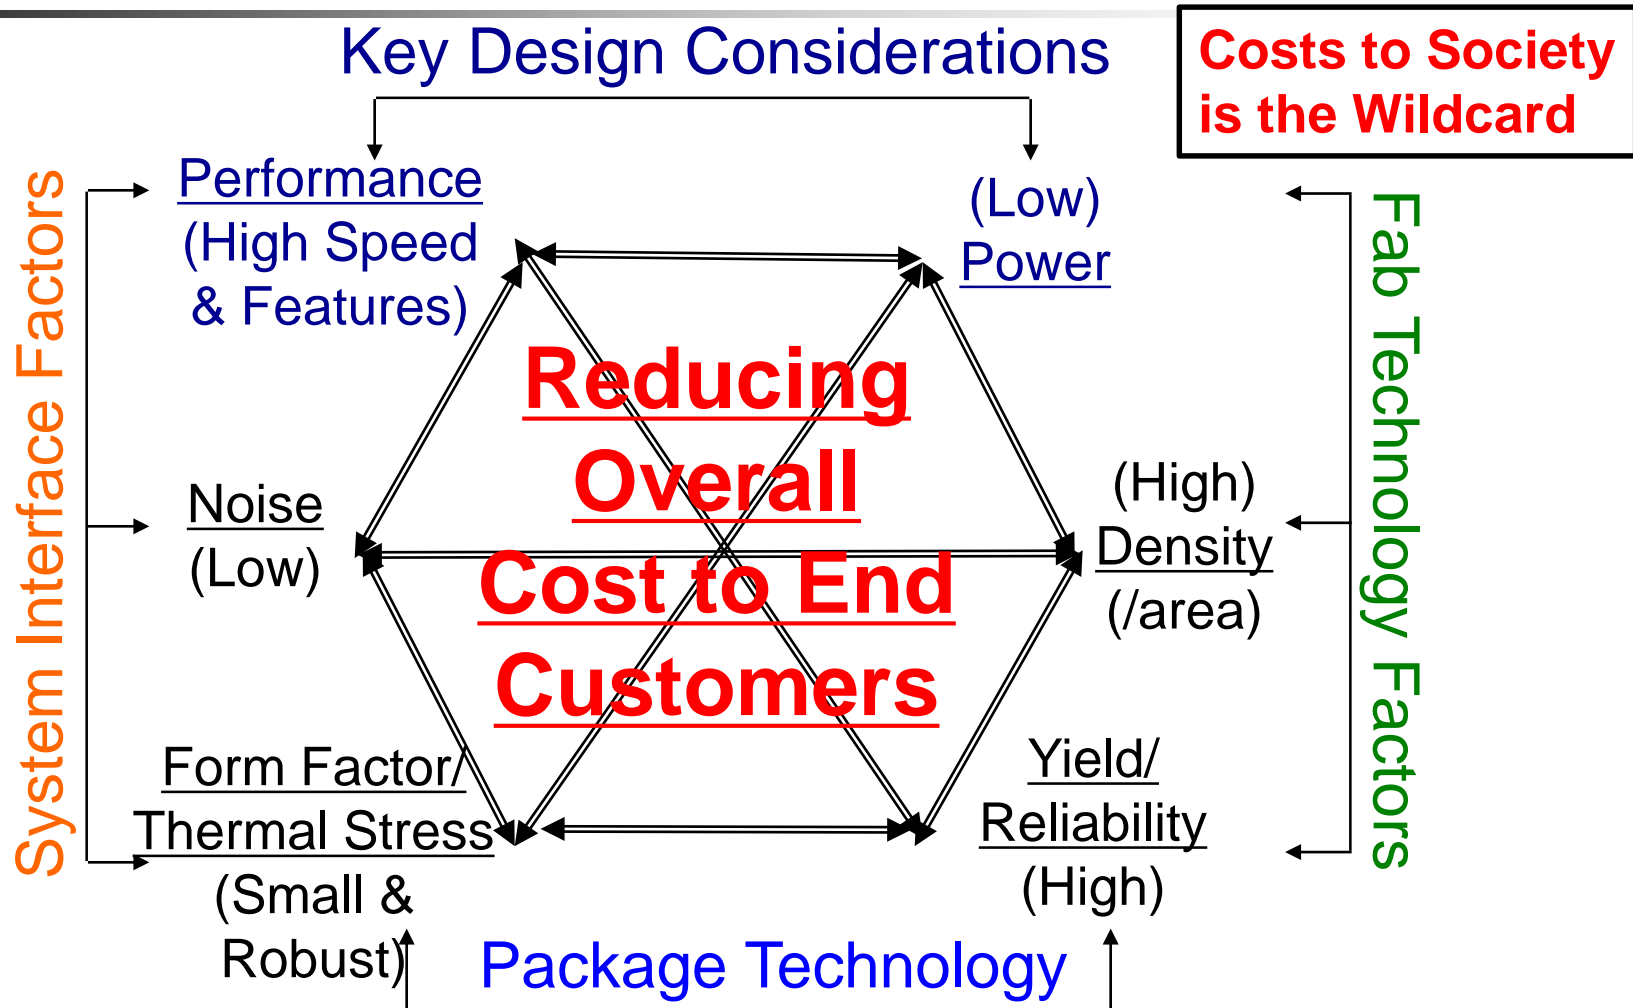 Key Design Considerations
Costs to Society
is the Wildcard
System Interface Factors
Performance
(High Speed
& Features)
(Low)
Power
Fab Technology Factors
Reducing
Overall
Cost to End
Customers
Noise
(Low)
(High)
Density
(/area)
Form Factor/
Thermal Stress
(Small &
Robust)
Yield/
Reliability
(High)
Package Technology